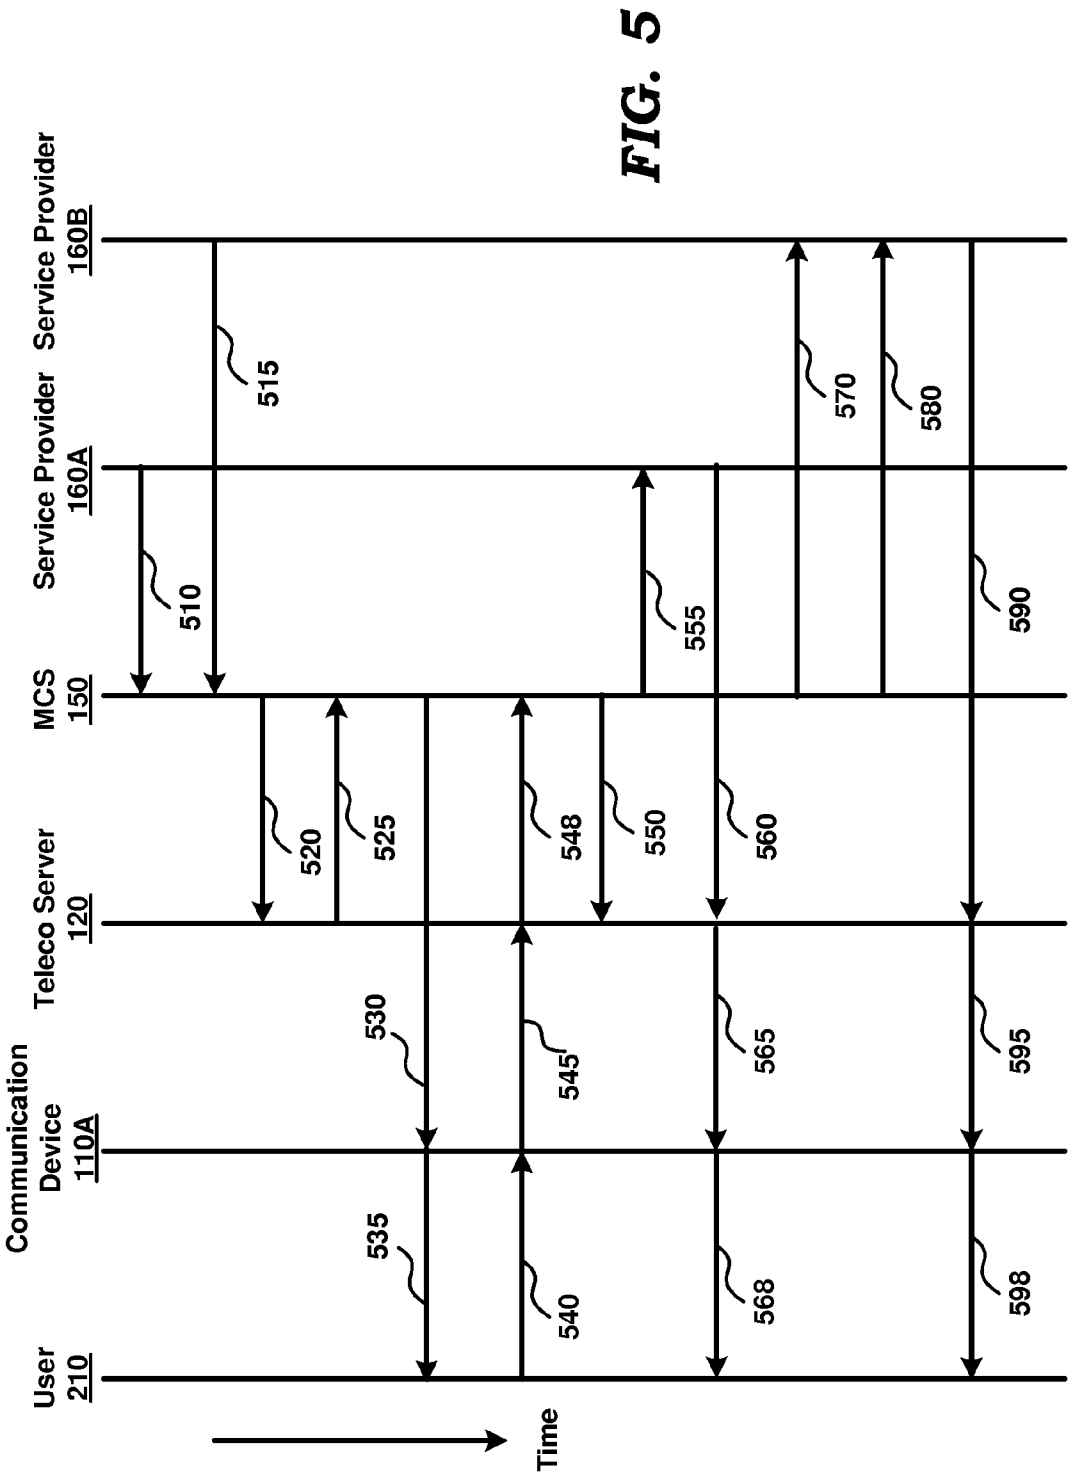 Communication
User
Device
Teleco Server
MCS
Service Provider
Service Provider
210
110A
120
150
160A
160B
510
515
520
525
530
535
540
545
548
550
555
560
565
568
570
580
590
595
598
Time
FIG. 5